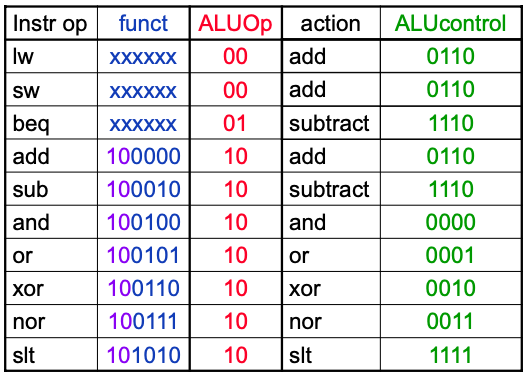 Instr op funct ALUOp action ALUcontrol
lw xxxxxx 00 add 0110
sw xxxxxx 00 add 0110
beq xxxxxx 01 subtract 1110
add 100000 10 add 0110
sub 100010 10 subtract 1110
and 100100 10 and 0000
or 100101 10 or 0001
xor 100110 10 xor 0010
nor 100111 10 nor 0011
slt 101010 10 slt 1111